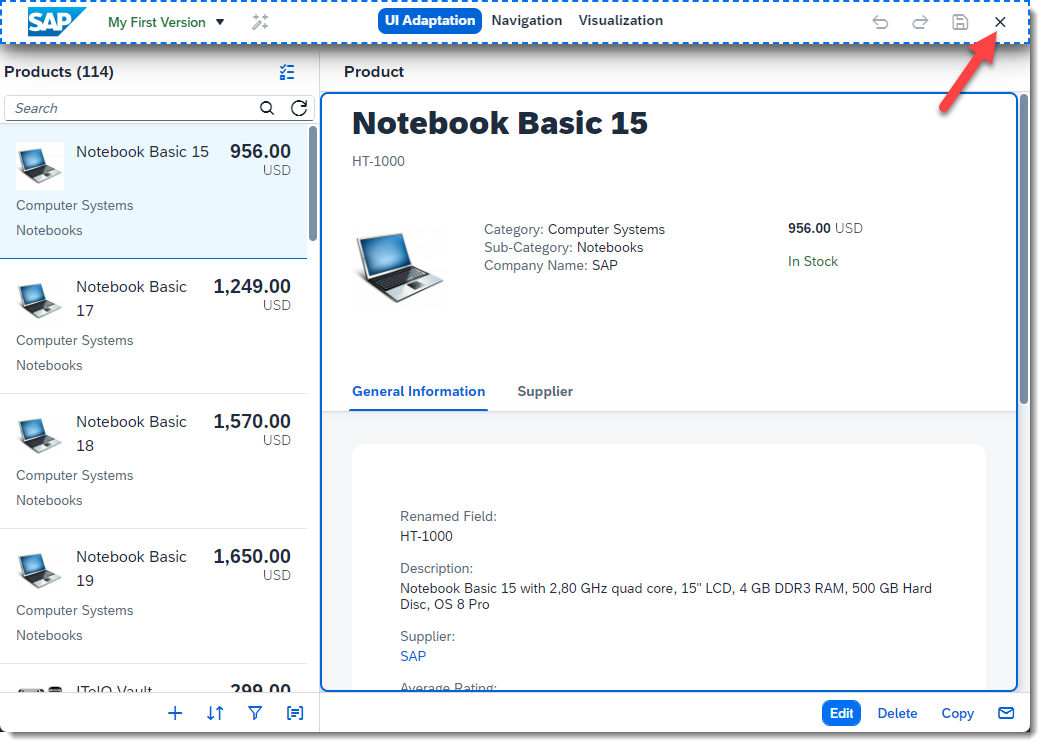 SAP My First Version UI Adaptation Navigation Visualization
Products (114)
Search
Notebook Basic 15 956.00
USD
Computer Systems
Notebooks
Notebook Basic 17 1,249.00
USD
Computer Systems
Notebooks
Notebook Basic 18 1,570.00
USD
Computer Systems
Notebooks
Notebook Basic 19 1,650.00
USD
Computer Systems
Notebooks
ITelO Vault 299.00
Product
Notebook Basic 15
HT-1000
Category: Computer Systems
Sub-Category: Notebooks
Company Name: SAP
956.00 USD
In Stock
General Information Supplier
Renamed Field:
HT-1000
Description:
Notebook Basic 15 with 2,80 GHz quad core, 15" LCD, 4 GB DDR3 RAM, 500 GB Hard
Disc, OS 8 Pro
Supplier:
SAP
Average Rating:
Edit Delete Copy